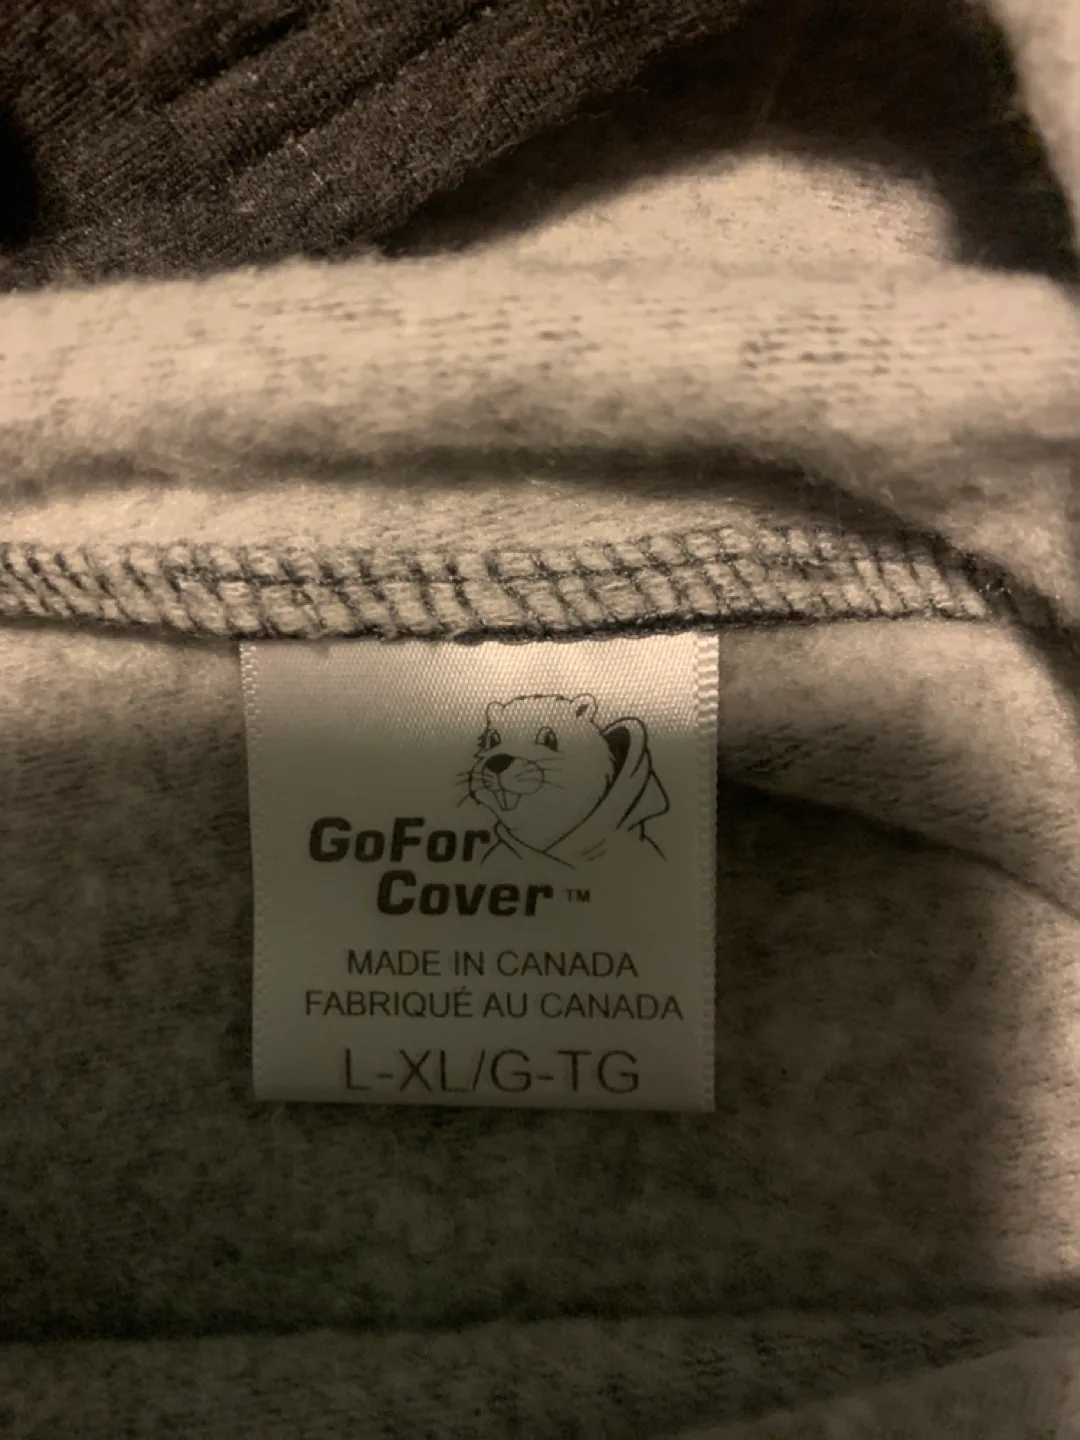 GoFor
Cover™
MADE IN CANADA
FABRIQUÉ AU CANADA
L-XL/G-TG